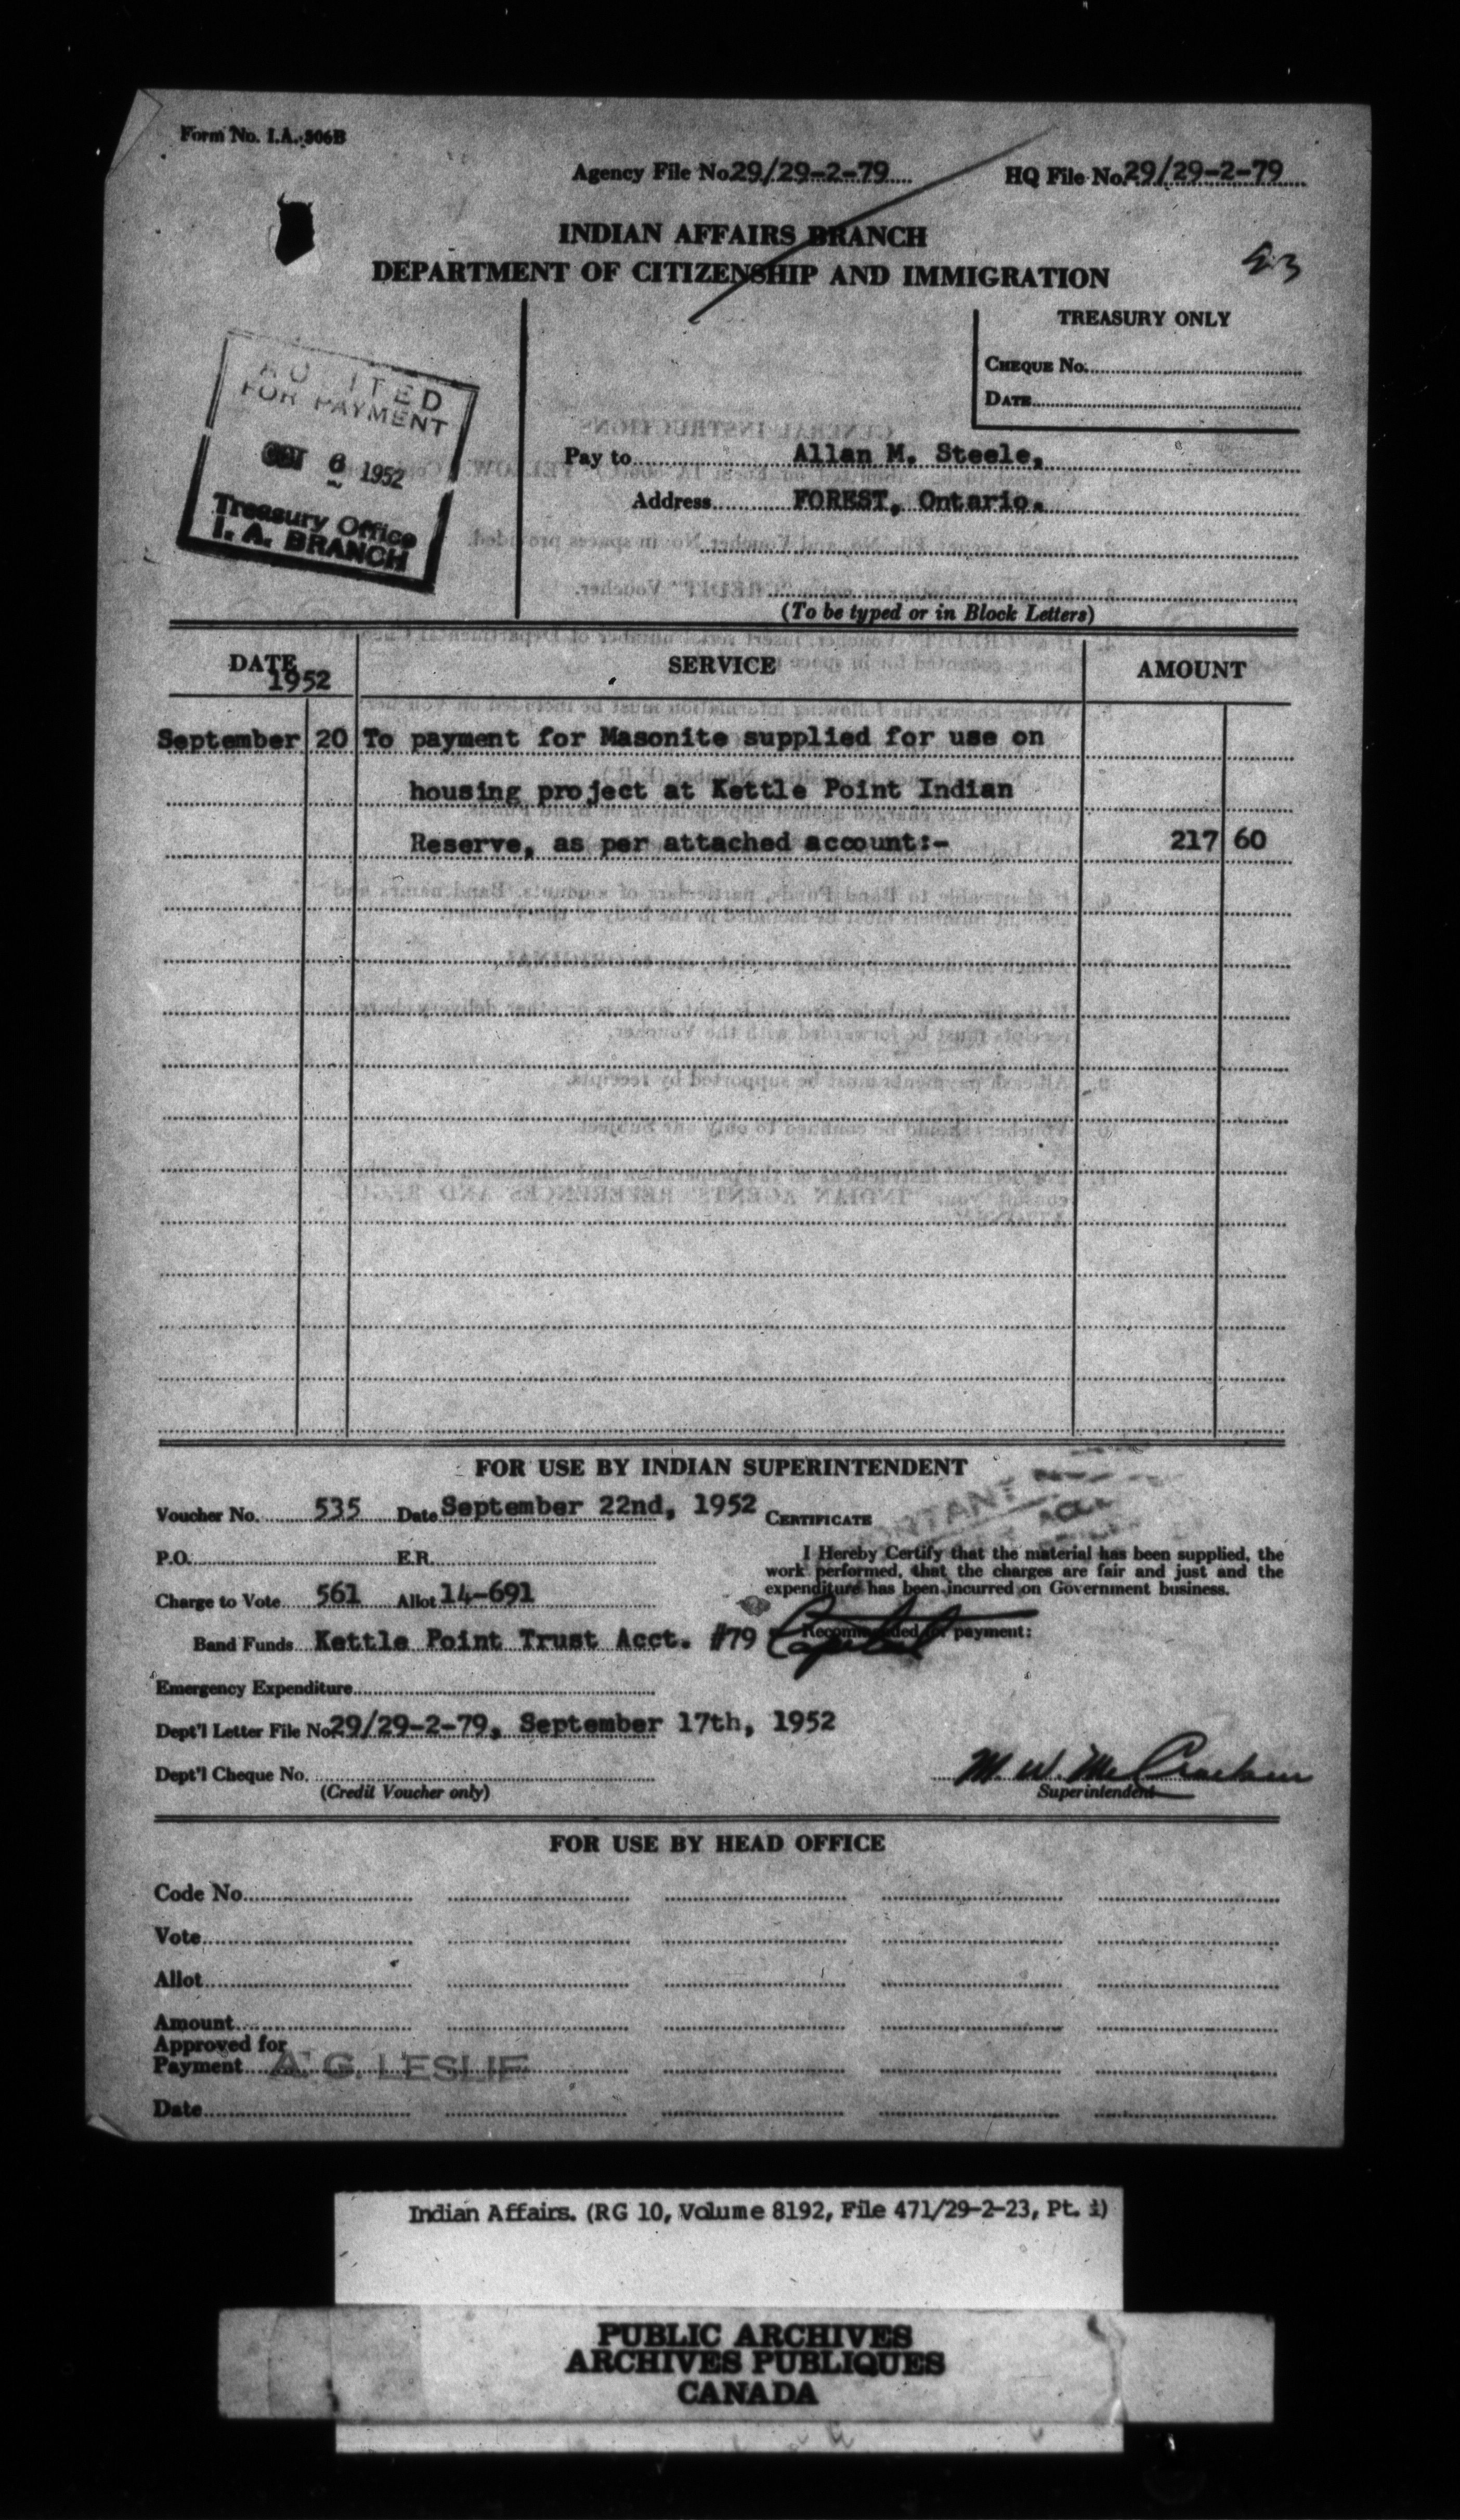 Form No. I.A. 306B
Agency File No. 29/29-2-79 HQ File No. 29/29-2-79
INDIAN AFFAIRS BRANCH
DEPARTMENT OF CITIZENSHIP AND IMMIGRATION
TREASURY ONLY
CHEQUE No.
DATE
AUDITED
FOR PAYMENT
OCT 6 1952
Treasury Office
I. A. BRANCH
Pay to Allan M. Steele,
Address FOREST, Ontario.
(To be typed or in Block Letters)
DATE SERVICE AMOUNT
1952
September 20 To payment for Masonite supplied for use on
housing project at Kettle Point Indian
Reserve, as per attached account:- 217 60
FOR USE BY INDIAN SUPERINTENDENT
Voucher No. 535 Date September 22nd, 1952 CERTIFICATE
P.O. E.R.
I Hereby Certify that the material has been supplied, the
work performed, that the charges are fair and just and the
expenditure has been incurred on Government business.
Charge to Vote 561 Allot 14-691
Band Funds Kettle Point Trust Acct. #79 Capital
Recommended for payment:
Emergency Expenditure
Dept'l Letter File No. 29/29-2-79, September 17th, 1952
Dept'l Cheque No.
(Credit Voucher only)
M. W. McCracken
Superintendent
FOR USE BY HEAD OFFICE
Code No.
Vote
Allot
Amount
Approved for
Payment A. G. LESLIE
Date
Indian Affairs. (RG 10, Volume 8192, File 471/29-2-23, Pt. 1)
PUBLIC ARCHIVES
ARCHIVES PUBLIQUES
CANADA